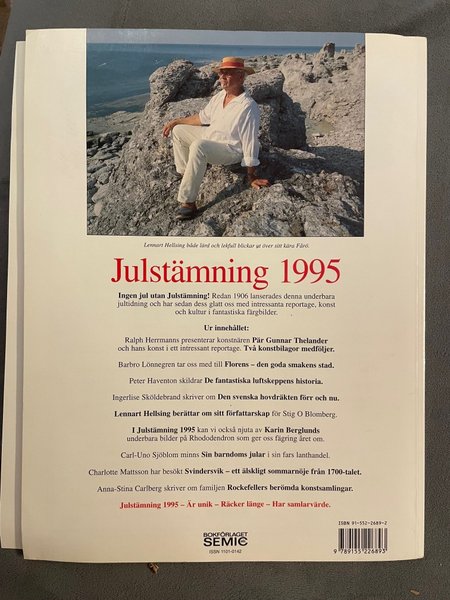 Lennart Hellsing både lärd och lekfull blickar ut över sitt kära Fårö.
Julstämning 1995
Ingen jul utan Julstämning! Redan 1906 lanserades denna underbara
jultidning och har sedan dess glatt oss med intressanta reportage, konst
och kultur i fantastiska färgbilder.
Ur innehållet:
Ralph Herrmanns presenterar konstnären Pär Gunnar Thelander
och hans konst i ett intressant reportage. Två konstbilagor medföljer.
Barbro Lönnegren tar oss med till Florens – den goda smakens stad.
Peter Haventon skildrar De fantastiska luftskeppens historia.
Ingerlise Sköldebrand skriver om Den svenska hovdräkten förr och nu.
Lennart Hellsing berättar om sitt författarskap för Stig O Blomberg.
I Julstämning 1995 kan vi också njuta av Karin Berglunds
underbara bilder på Rhododendron som ger oss fägring året om.
Carl-Uno Sjöblom minns Sin barndoms jular i sin fars lanthandel.
Charlotte Mattsson har besökt Svindersvik – ett älskligt sommarnöje från 1700-talet.
Anna-Stina Carlberg skriver om familjen Rockefellers berömda konstsamlingar.
Julstämning 1995 – Är unik – Räcker länge – Har samlarvärde.
ISBN 91-552-2689-2
9 789155 226893
BOKFÖRLAGET
SEMIC
ISSN 1101-0142